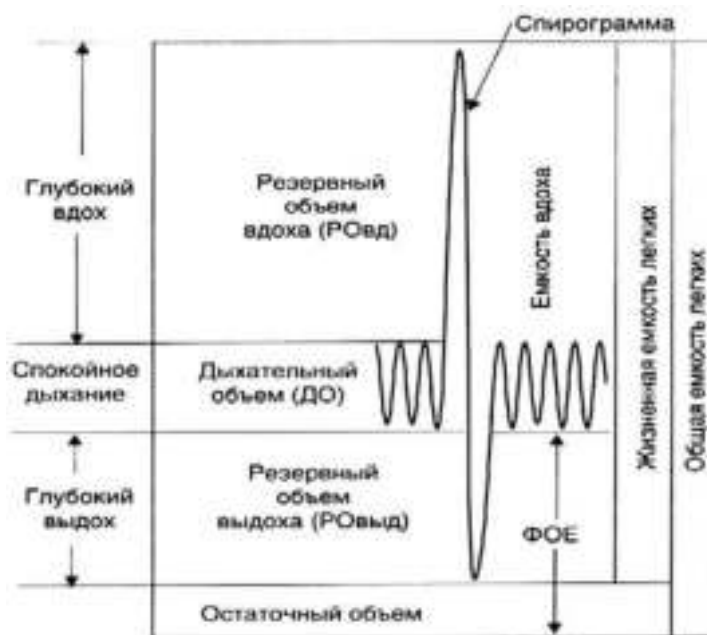 Спирограмма
Глубокий
вдох
Резервный
объем
вдоха (РОвд)
Емкость вдоха
Жизненная емкость легких
Общая емкость легких
Спокойное
дыхание
Дыхательный
объем (ДО)
Глубокий
выдох
Резервный
объем
выдоха (РОвыд)
ФОЕ
Остаточный объем